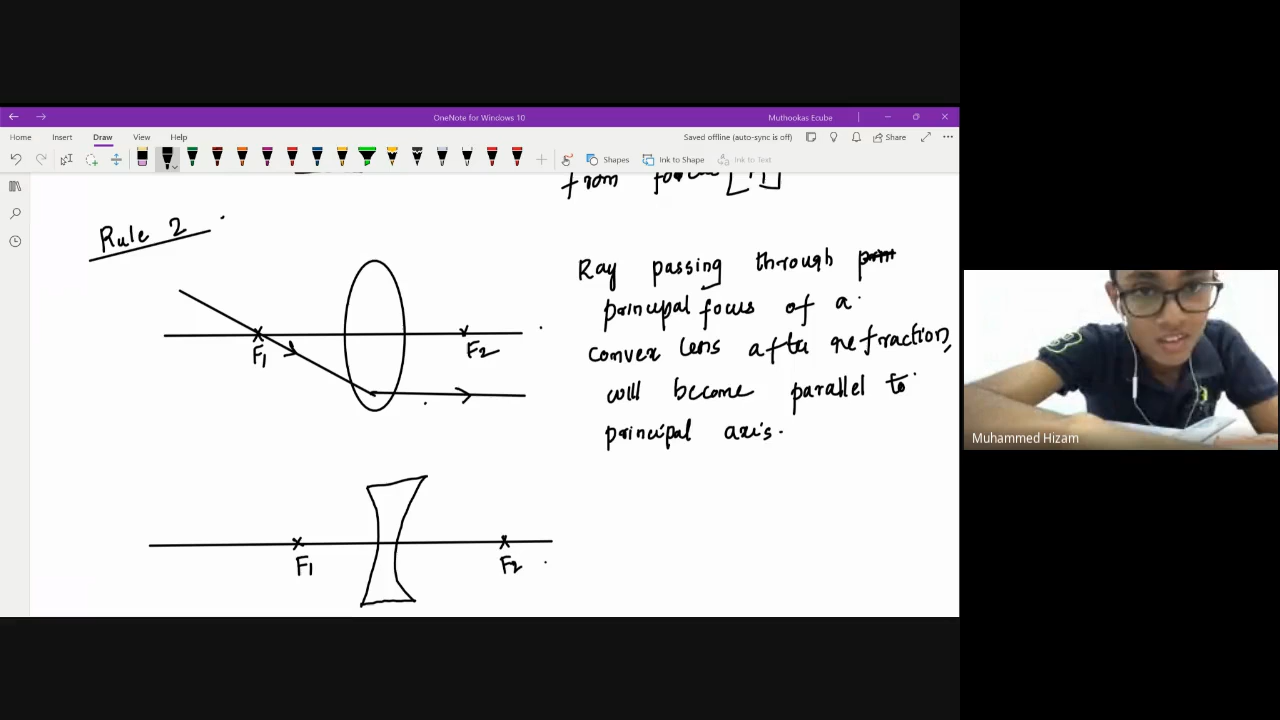 OneNote for Windows 10
Muthookas Ecube
Home Insert Draw View Help
Saved offline (auto-sync is off)
Share
Shapes
Ink to Shape
Ink to Text
from
Rule 2
F1
F2
Ray passing through
principal focus of a
convex lens after refraction,
will become parallel to
principal axis.
F1
F2
Muhammed Hizam